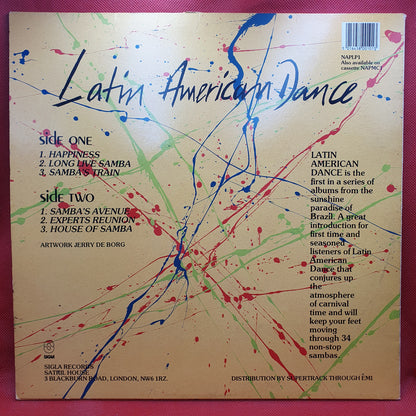 NAPLP1
Also available on
cassette NAPMC1
Latin American Dance
SIDE ONE
1. HAPPINESS
2. LONG LIVE SAMBA
3. SAMBA'S TRAIN
SIDE TWO
1. SAMBA'S AVENUE
2. EXPERTS REUNION
3. HOUSE OF SAMBA
ARTWORK JERRY DE BORG
LATIN
AMERICAN
DANCE is the
first in a series of
albums from the
sunshine
paradise of
Brazil. A great
introduction for
first time and
seasoned
listeners of Latin
American
Dance that
conjures up
the
atmosphere
of carnival
time and will
keep your feet
moving
through 34
non-stop
sambas.
SIGLA
SIGLA RECORDS
SATRIL HOUSE
3 BLACKBURN ROAD, LONDON, NW6 1RZ.
DISTRIBUTION BY SUPERTRACK THROUGH EMI